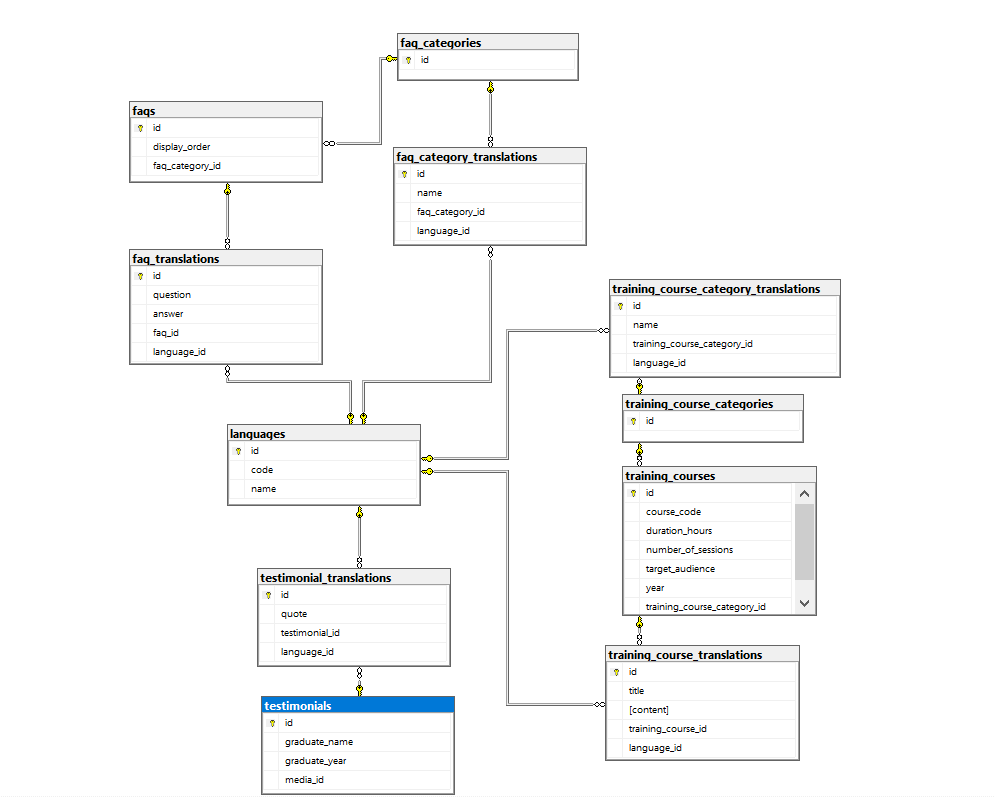 faq_categories
id
faqs
id
display_order
faq_category_id
faq_category_translations
id
name
faq_category_id
language_id
faq_translations
id
question
answer
faq_id
language_id
training_course_category_translations
id
name
training_course_category_id
language_id
training_course_categories
id
languages
id
code
name
training_courses
id
course_code
duration_hours
number_of_sessions
target_audience
year
training_course_category_id
testimonial_translations
id
quote
testimonial_id
language_id
training_course_translations
id
title
[content]
training_course_id
language_id
testimonials
id
graduate_name
graduate_year
media_id